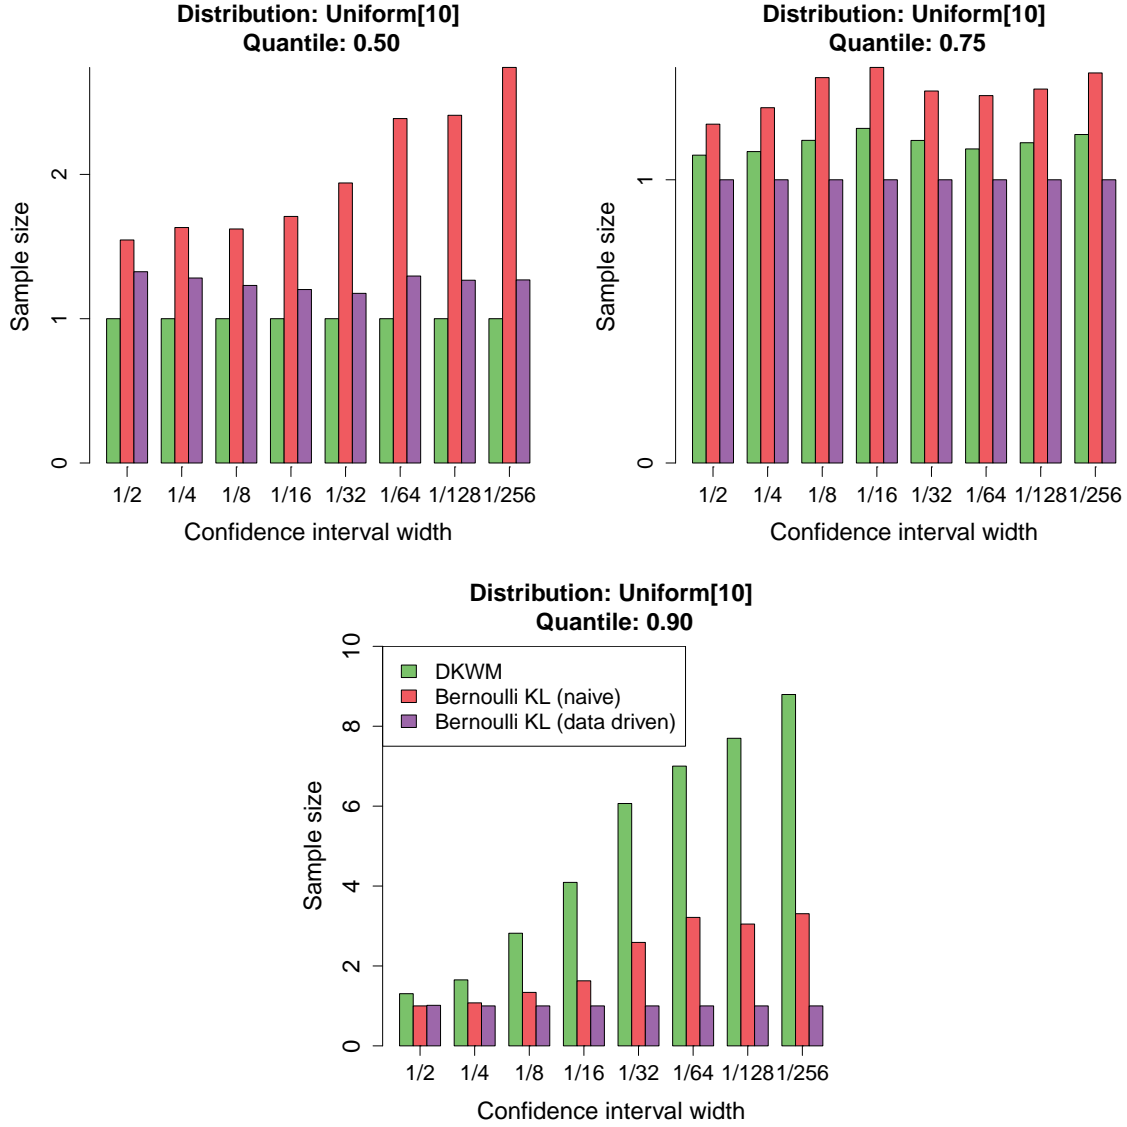 Distribution: Uniform[10]
Quantile: 0.50
Sample size
2
1
0
1/2 1/4 1/8 1/16 1/32 1/64 1/128 1/256
Confidence interval width
Distribution: Uniform[10]
Quantile: 0.75
Sample size
1
0
1/2 1/4 1/8 1/16 1/32 1/64 1/128 1/256
Confidence interval width
Distribution: Uniform[10]
Quantile: 0.90
Sample size
10
8
6
4
2
0
DKWM
Bernoulli KL (naive)
Bernoulli KL (data driven)
1/2 1/4 1/8 1/16 1/32 1/64 1/128 1/256
Confidence interval width